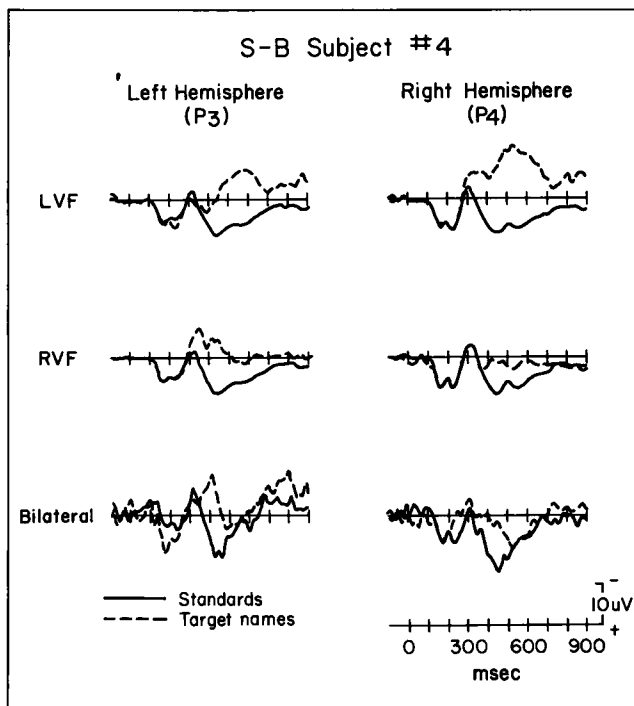 S-B Subject #4
Left Hemisphere
(P3)
Right Hemisphere
(P4)
LVF
RVF
Bilateral
Standards
Target names
−
10uV
+
0 300 600 900
msec